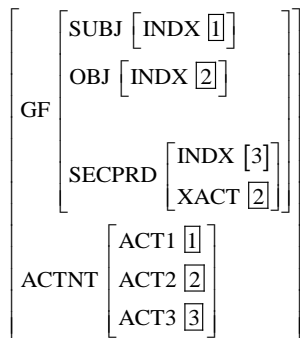 SUBJ [INDX 1]
OBJ [INDX 2]
GF
INDX [3]
SECPRD
XACT 2
ACT1 1
ACTNT ACT2 2
ACT3 3